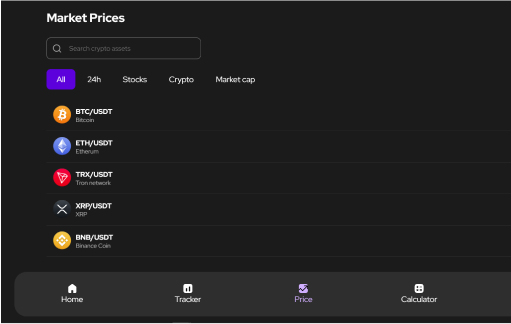 Market Prices
Search crypto assets
All 24h Stocks Crypto Market cap
BTC/USDT
Bitcoin
ETH/USDT
Etherum
TRX/USDT
Tron network
XRP/USDT
XRP
BNB/USDT
Binance Coin
Home Tracker Price Calculator